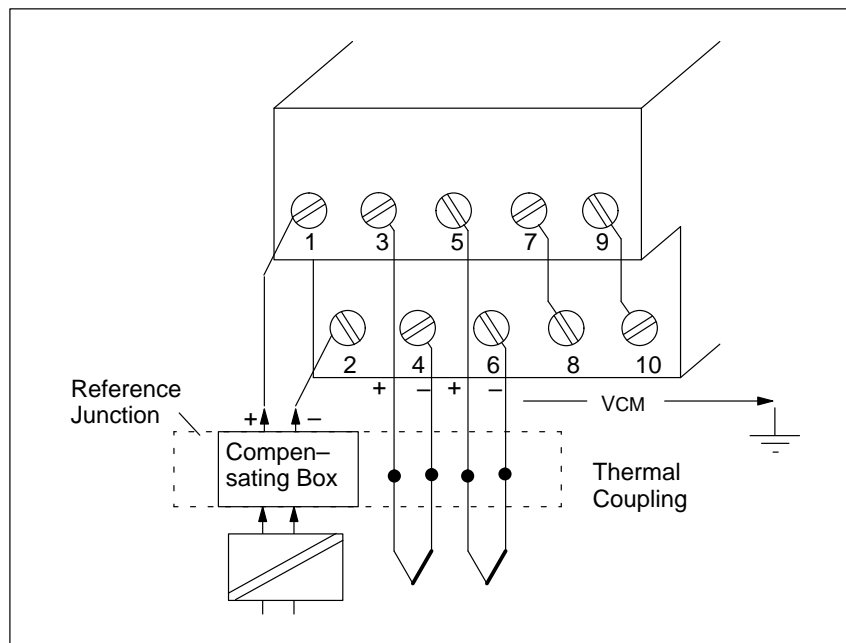 1 3 5 7 9
2 4 6 8 10
+ – + –
VCM
Reference
Junction
+ –
Compen–
sating Box
Thermal
Coupling